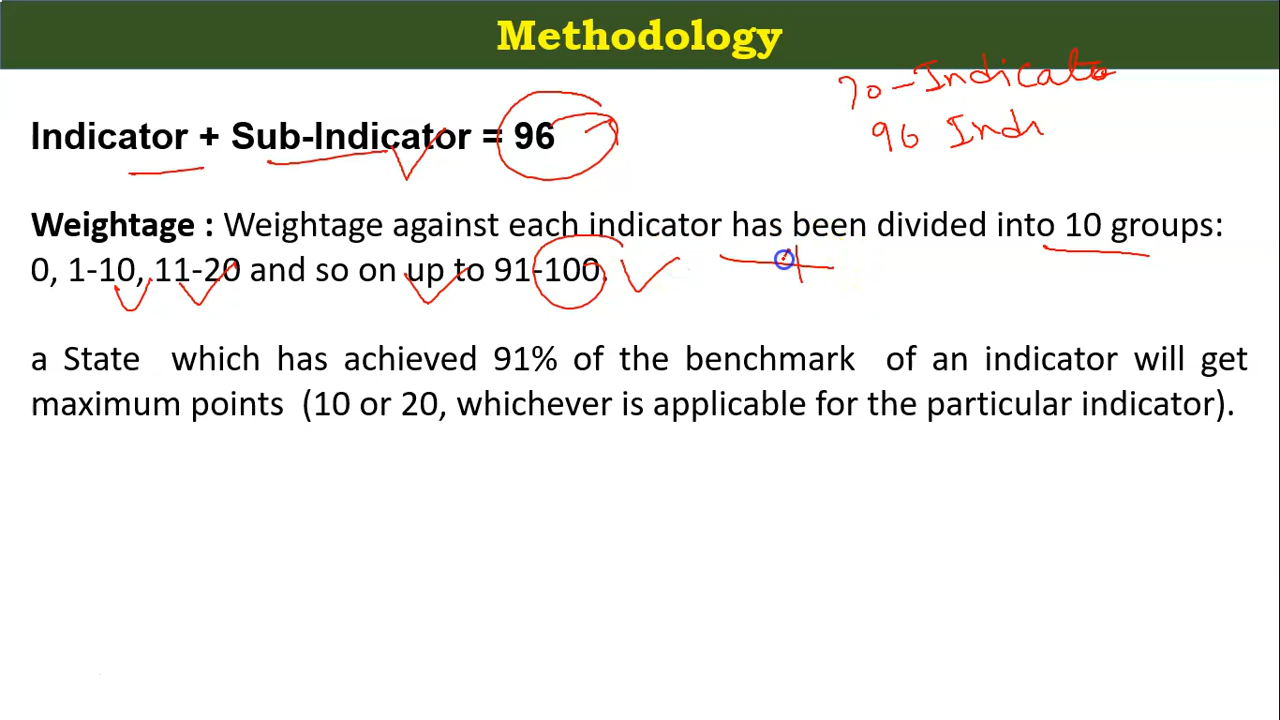 Methodology
70-Indicato
Indicator + Sub-Indicator = 96
96 Indi
Weightage : Weightage against each indicator has been divided into 10 groups:
0, 1-10, 11-20 and so on up to 91-100.
a State which has achieved 91% of the benchmark of an indicator will get
maximum points (10 or 20, whichever is applicable for the particular indicator).